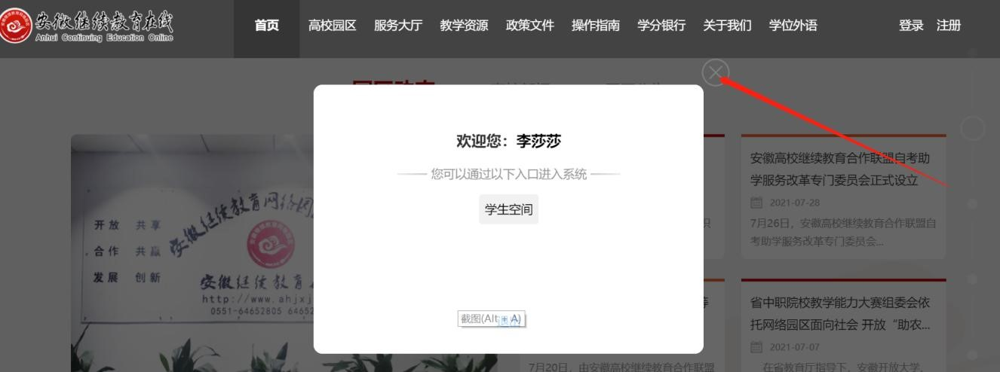 安徽继续教育在线
Anhui Continuing Education Online
首页 高校园区 服务大厅 教学资源 政策文件 操作指南 学分银行 关于我们 学位外语 登录 注册
欢迎您：李莎莎
您可以通过以下入口进入系统
学生空间
截图(Alt + A)
退出
开放 共享
合作 共赢
发展 创新
安徽继续教育网络园
安徽继续教育
http://www.ahjxj
0551-64652805 64652
安徽高校继续教育合作联盟自考助
学服务改革专门委员会正式设立
2021-07-28
7月26日，安徽高校继续教育合作联盟自
考助学服务改革专门委员会...
省中职院校教学能力大赛组委会依
托网络园区面向社会 开放“助农...
2021-07-07
在省教育厅指导下，安徽开放大学、
7月20日，由安徽高校继续教育合作联盟